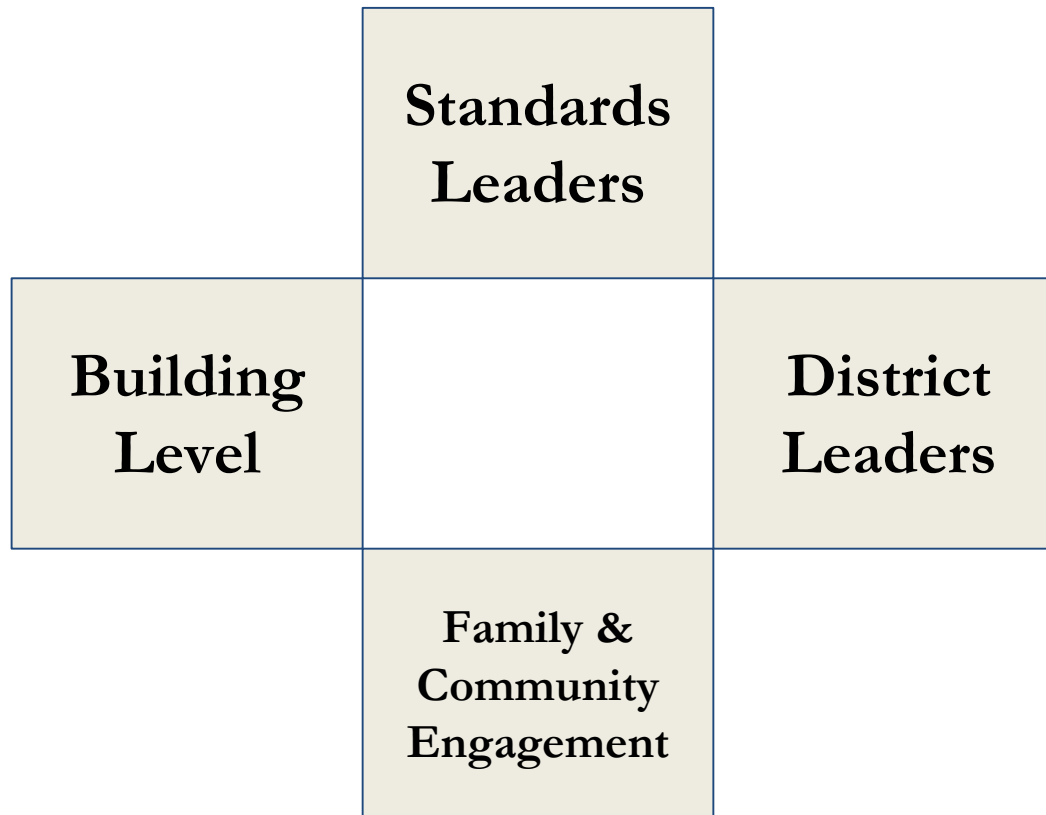 Standards
Leaders
Building
Level
District
Leaders
Family &
Community
Engagement